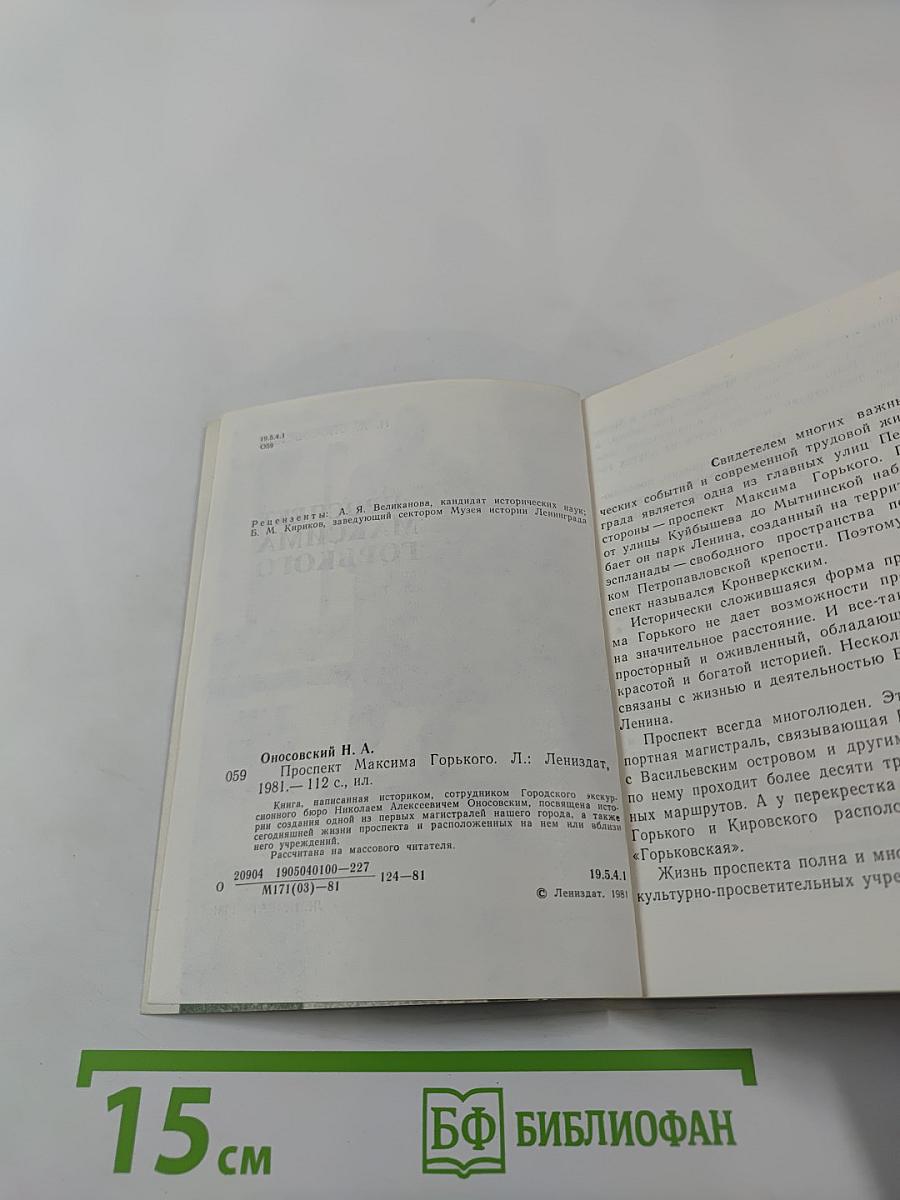 19.5.4.1
О59
Рецензенты: А. Я. Великанова, кандидат исторических наук;
Б. М. Кириков, заведующий сектором Музея истории Ленинграда
Оносовский Н. А.
059 Проспект Максима Горького. Л.: Лениздат,
1981.— 112 с., ил.
Книга, написанная историком, сотрудником Городского экскур-
сионного бюро Николаем Алексеевичем Оносовским, посвящена исто-
рии создания одной из первых магистралей нашего города, а также
сегодняшней жизни проспекта и расположенных на нем или вблизи
него учреждений.
Рассчитана на массового читателя.
О 20904 1905040100—227
М171(03)—81 124—81
19.5.4.1
© Лениздат, 1981
Свидетелем многих важн
ческих событий и современной трудовой жи
града является одна из главных улиц Пе
стороны — проспект Максима Горького.
от улицы Куйбышева до Мытнинской наб
бает он парк Ленина, созданный на террит
эспланады — свободного пространства пе
ком Петропавловской крепости. Поэтому
спект назывался Кронверкским.
Исторически сложившаяся форма пр
ма Горького не дает возможности пр
на значительное расстояние. И все-та
просторный и оживленный, обладающ
красотой и богатой историей. Нескол
связаны с жизнью и деятельностью В
Ленина.
Проспект всегда многолюден. Эт
портная магистраль, связывающая
с Васильевским островом и другим
по нему проходит более десяти тр
ных маршрутов. А у перекрестка
Горького и Кировского располо
«Горьковская».
Жизнь проспекта полна и мно
культурно-просветительных учре
15 см
БФ БИБЛИОФАН